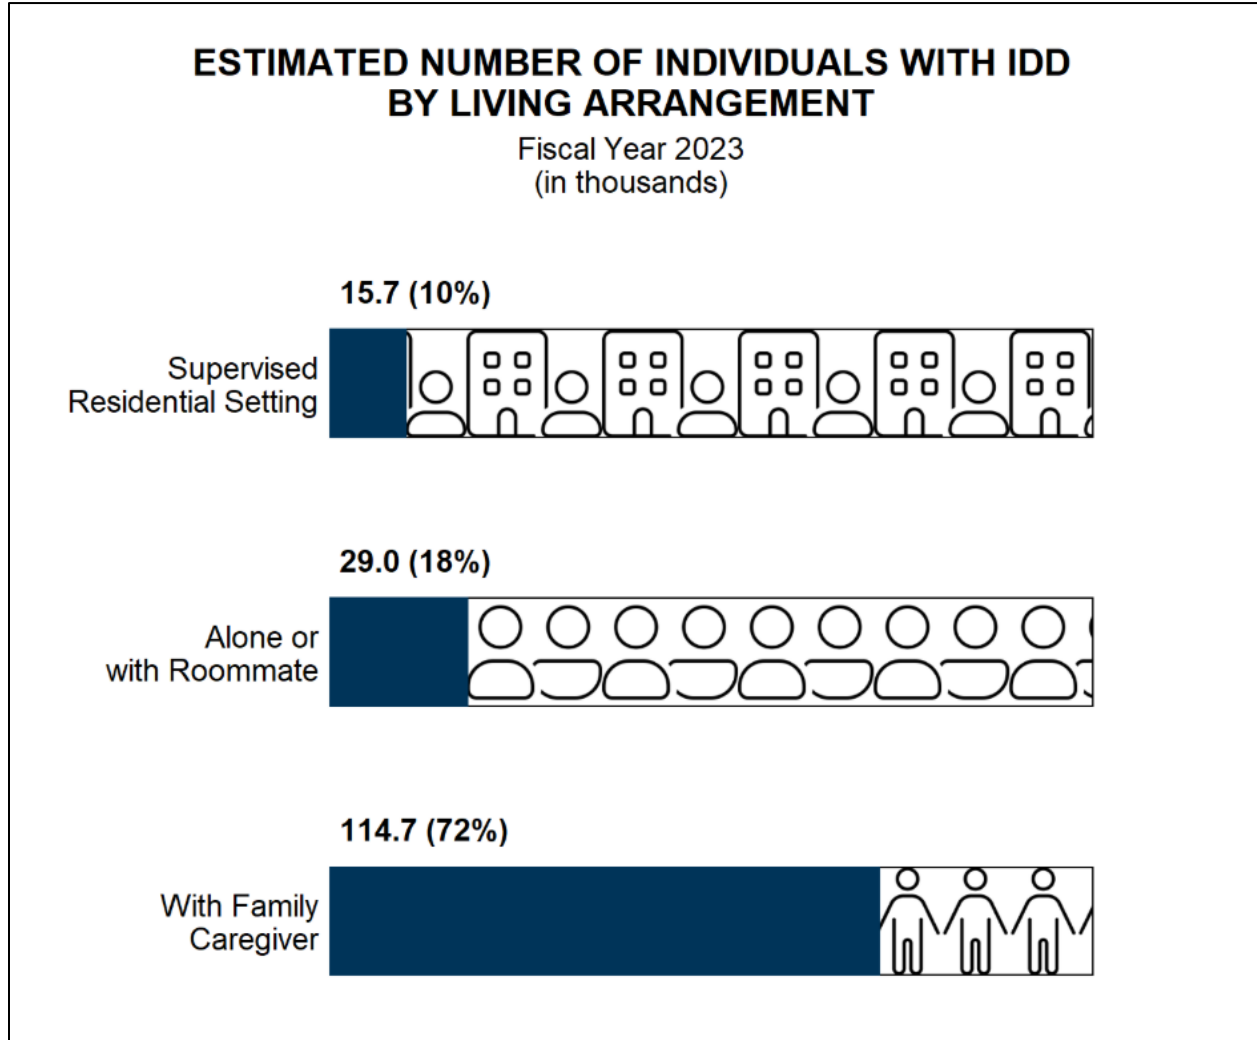 ESTIMATED NUMBER OF INDIVIDUALS WITH IDD
BY LIVING ARRANGEMENT
Fiscal Year 2023
(in thousands)
15.7 (10%)
Supervised
Residential Setting
29.0 (18%)
Alone or
with Roommate
114.7 (72%)
With Family
Caregiver